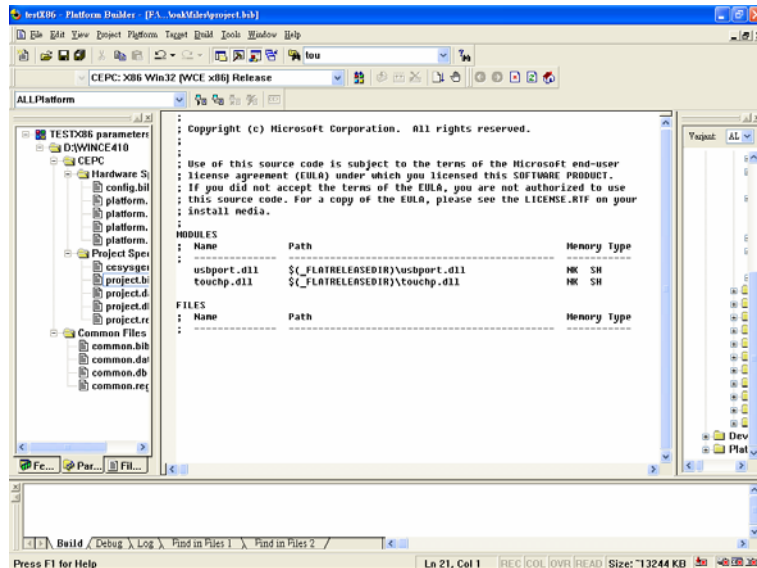 testX86 - Platform Builder - [F:\...\oak\files\project.bib]
File Edit View Project Platform Target Build Tools Window Help
tou
CEPC: X86 Win32 (WCE x86) Release
ALLPlatform
TESTX86 parameters
D:\WINCE410
CEPC
Hardware Sp
config.bil
platform.
platform.
platform.
platform.
Project Spec
cesysger
project.bi
project.d
project.dl
project.re
Common Files
common.bib
common.dat
common.db
common.reg
Fe... Par... Fil...
;
; Copyright (c) Microsoft Corporation. All rights reserved.
;
;
; Use of this source code is subject to the terms of the Microsoft end-user
; license agreement (EULA) under which you licensed this SOFTWARE PRODUCT.
; If you did not accept the terms of the EULA, you are not authorized to use
; this source code. For a copy of the EULA, please see the LICENSE.RTF on your
; install media.
;
MODULES
; Name Path Memory Type
; -------------- ---------------------------------------------- -----------
usbport.dll $(_FLATRELEASEDIR)\usbport.dll NK SH
touchp.dll $(_FLATRELEASEDIR)\touchp.dll NK SH
FILES
; Name Path Memory Type
; -------------- ---------------------------------------------- -----------
Variant: AL
Dev
Plat
Build Debug Log Find in Files 1 Find in Files 2
Press F1 for Help
Ln 21, Col 1 REC COL OVR READ Size: ~13244 KB